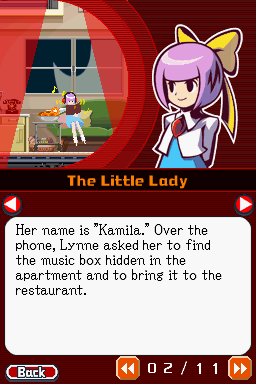 The Little Lady
Her name is "Kamila." Over the
phone, Lynne asked her to find
the music box hidden in the
apartment and to bring it to the
restaurant.
Back
02/11